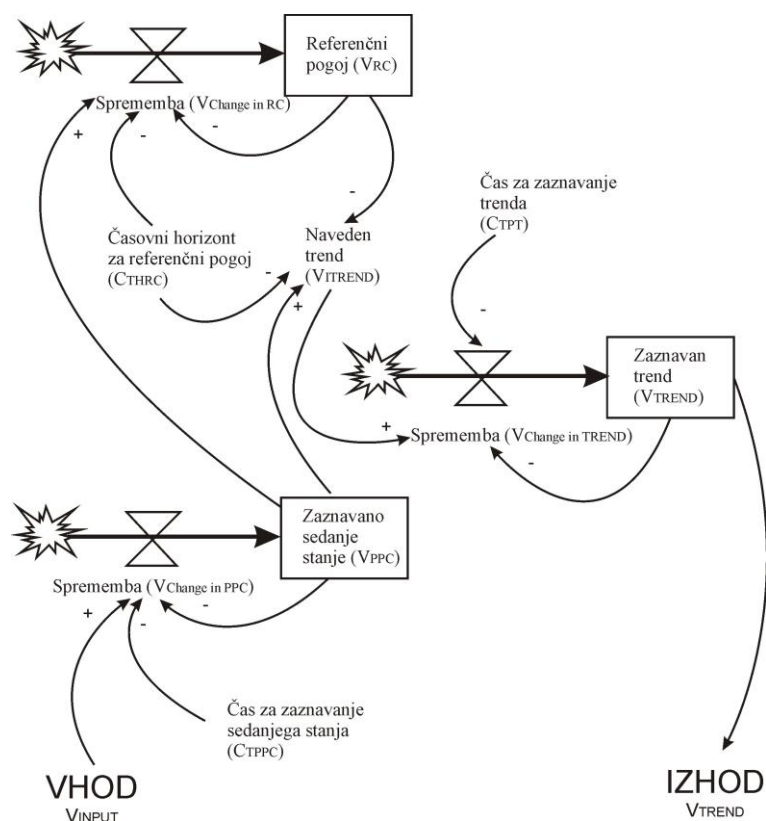 Referenčni
pogoj (VRC)
Sprememba (VChange in RC)
+
-
-
-
Čas za zaznavanje
trenda
(CTPT)
Časovni horizont
za referenčni pogoj
(CTHRC)
Naveden
trend
(VITREND)
-
+
-
Zaznavan
trend
(VTREND)
+
Sprememba (VChange in TREND)
-
Zaznavano
sedanje
stanje (VPPC)
Sprememba (VChange in PPC)
+
-
-
Čas za zaznavanje
sedanjega stanja
(CTPPC)
VHOD
VINPUT
IZHOD
VTREND